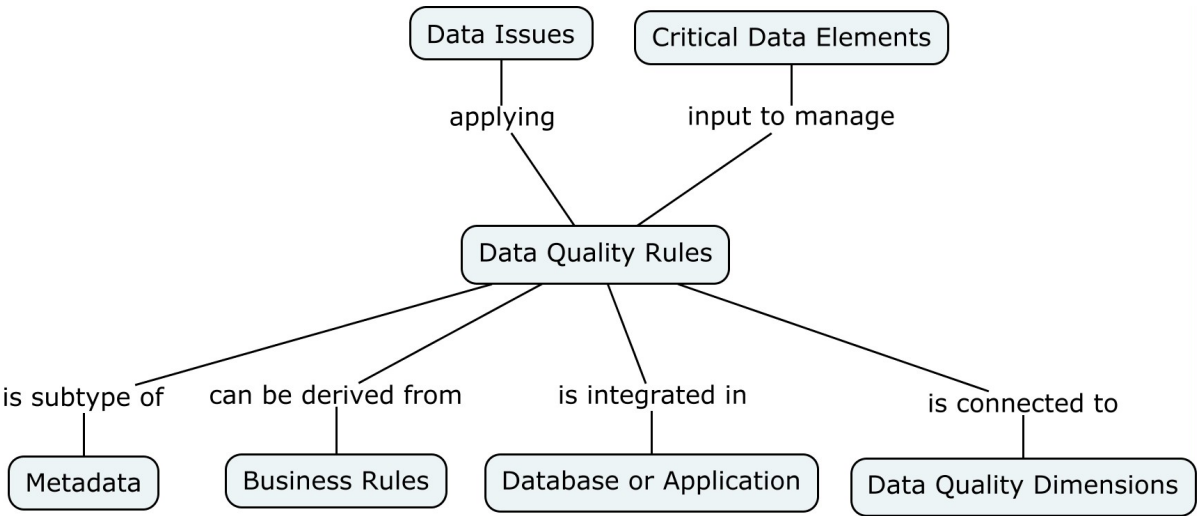 Data Issues
Critical Data Elements
applying
input to manage
Data Quality Rules
is subtype of
can be derived from
is integrated in
is connected to
Metadata
Business Rules
Database or Application
Data Quality Dimensions